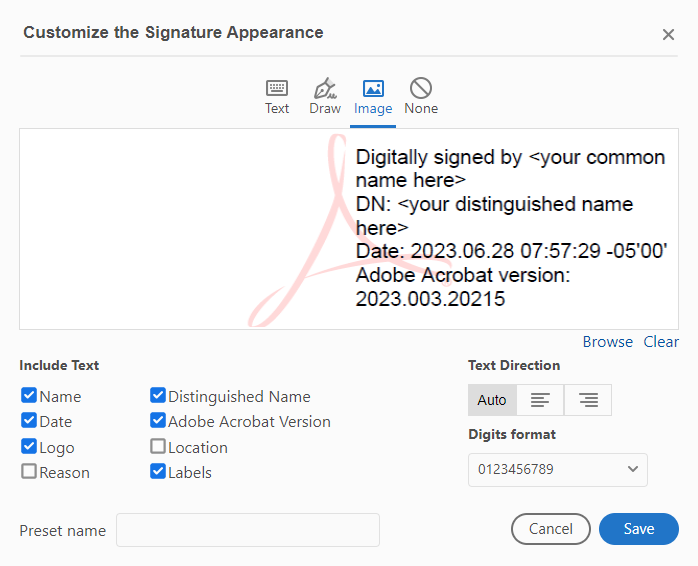 Customize the Signature Appearance
Text Draw Image None
Digitally signed by <your common
name here>
DN: <your distinguished name
here>
Date: 2023.06.28 07:57:29 -05'00'
Adobe Acrobat version:
2023.003.20215
Browse Clear
Include Text
Name Distinguished Name
Date Adobe Acrobat Version
Logo Location
Reason Labels
Text Direction
Auto
Digits format
0123456789
Preset name
Cancel Save